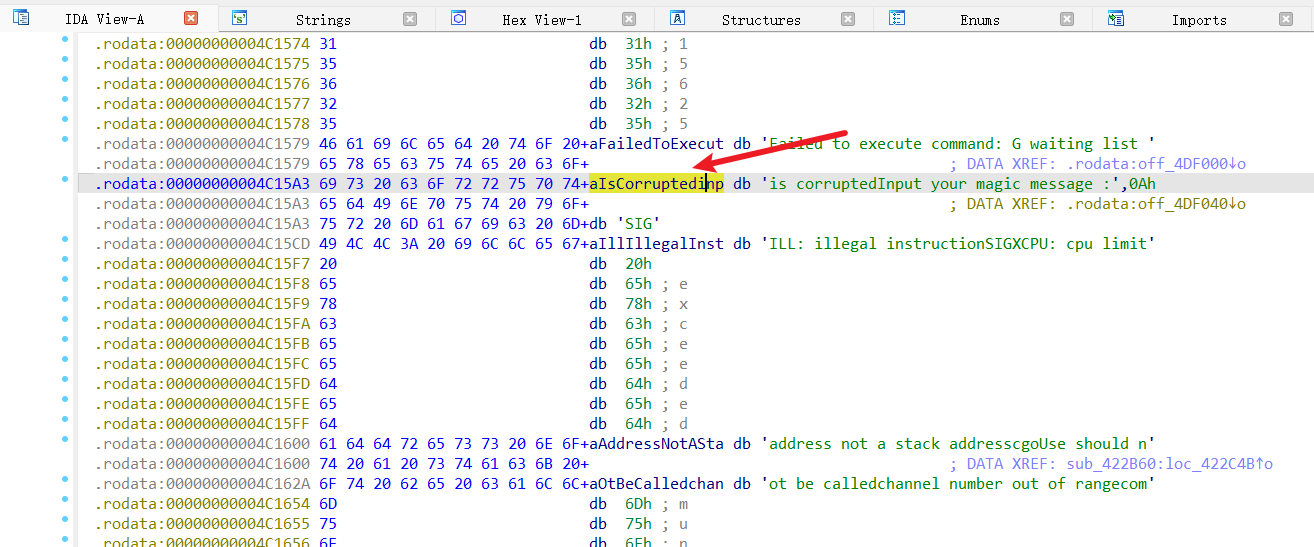 IDA View-A Strings Hex View-1 Structures Enums Imports
.rodata:00000000004C1574 31 db 31h ; 1
.rodata:00000000004C1575 35 db 35h ; 5
.rodata:00000000004C1576 36 db 36h ; 6
.rodata:00000000004C1577 32 db 32h ; 2
.rodata:00000000004C1578 35 db 35h ; 5
.rodata:00000000004C1579 46 61 69 6C 65 64 20 74 6F 20+aFailedToExecut db 'Failed to execute command: G waiting list '
.rodata:00000000004C1579 65 78 65 63 75 74 65 20 63 6F+ ; DATA XREF: .rodata:off_4DF000↓o
.rodata:00000000004C15A3 69 73 20 63 6F 72 72 75 70 74+aIsCorruptedinp db 'is corruptedInput your magic message :',0Ah
.rodata:00000000004C15A3 65 64 49 6E 70 75 74 20 79 6F+ ; DATA XREF: .rodata:off_4DF040↓o
.rodata:00000000004C15A3 75 72 20 6D 61 67 69 63 20 6D+db 'SIG'
.rodata:00000000004C15CD 49 4C 4C 3A 20 69 6C 6C 65 67+aIllIllegalInst db 'ILL: illegal instructionSIGXCPU: cpu limit'
.rodata:00000000004C15F7 20 db 20h
.rodata:00000000004C15F8 65 db 65h ; e
.rodata:00000000004C15F9 78 db 78h ; x
.rodata:00000000004C15FA 63 db 63h ; c
.rodata:00000000004C15FB 65 db 65h ; e
.rodata:00000000004C15FC 65 db 65h ; e
.rodata:00000000004C15FD 64 db 64h ; d
.rodata:00000000004C15FE 65 db 65h ; e
.rodata:00000000004C15FF 64 db 64h ; d
.rodata:00000000004C1600 61 64 64 72 65 73 73 20 6E 6F+aAddressNotASta db 'address not a stack addresscgoUse should n'
.rodata:00000000004C1600 74 20 61 20 73 74 61 63 6B 20+ ; DATA XREF: sub_422B60:loc_422C4B↑o
.rodata:00000000004C162A 6F 74 20 62 65 20 63 61 6C 6C+aOtBeCalledchan db 'ot be calledchannel number out of rangecom'
.rodata:00000000004C1654 6D db 6Dh ; m
.rodata:00000000004C1655 75 db 75h ; u
.rodata:00000000004C1656 6E db 6Eh ; n